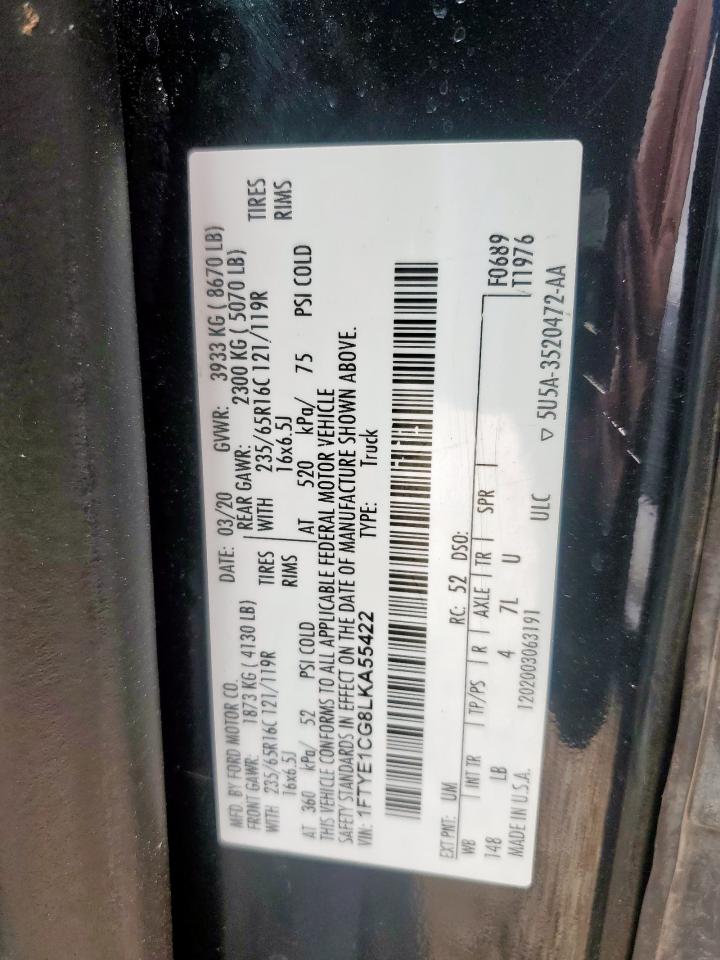 MFD. BY FORD MOTOR CO.
DATE: 03/20 GVWR: 3933 KG ( 8670 LB)
FRONT GAWR: 1873 KG ( 4130 LB) REAR GAWR: 2300 KG ( 5070 LB)
WITH 235/65R16C 121/119R TIRES WITH 235/65R16C 121/119R TIRES
16x6.5J RIMS 16x6.5J RIMS
AT 360 kPa/ 52 PSI COLD AT 520 kPa/ 75 PSI COLD
THIS VEHICLE CONFORMS TO ALL APPLICABLE FEDERAL MOTOR VEHICLE
SAFETY STANDARDS IN EFFECT ON THE DATE OF MANUFACTURE SHOWN ABOVE.
VIN: 1FTYE1CG8LKA55422 TYPE: Truck
EXT PNT: UM RC: 52 DSO:
WB INT TR TP/PS R AXLE TR SPR F0689
148 LB 4 7L U T1976
MADE IN U.S.A. 1202003063191 ULC ▽ 5U5A-3520472-AA